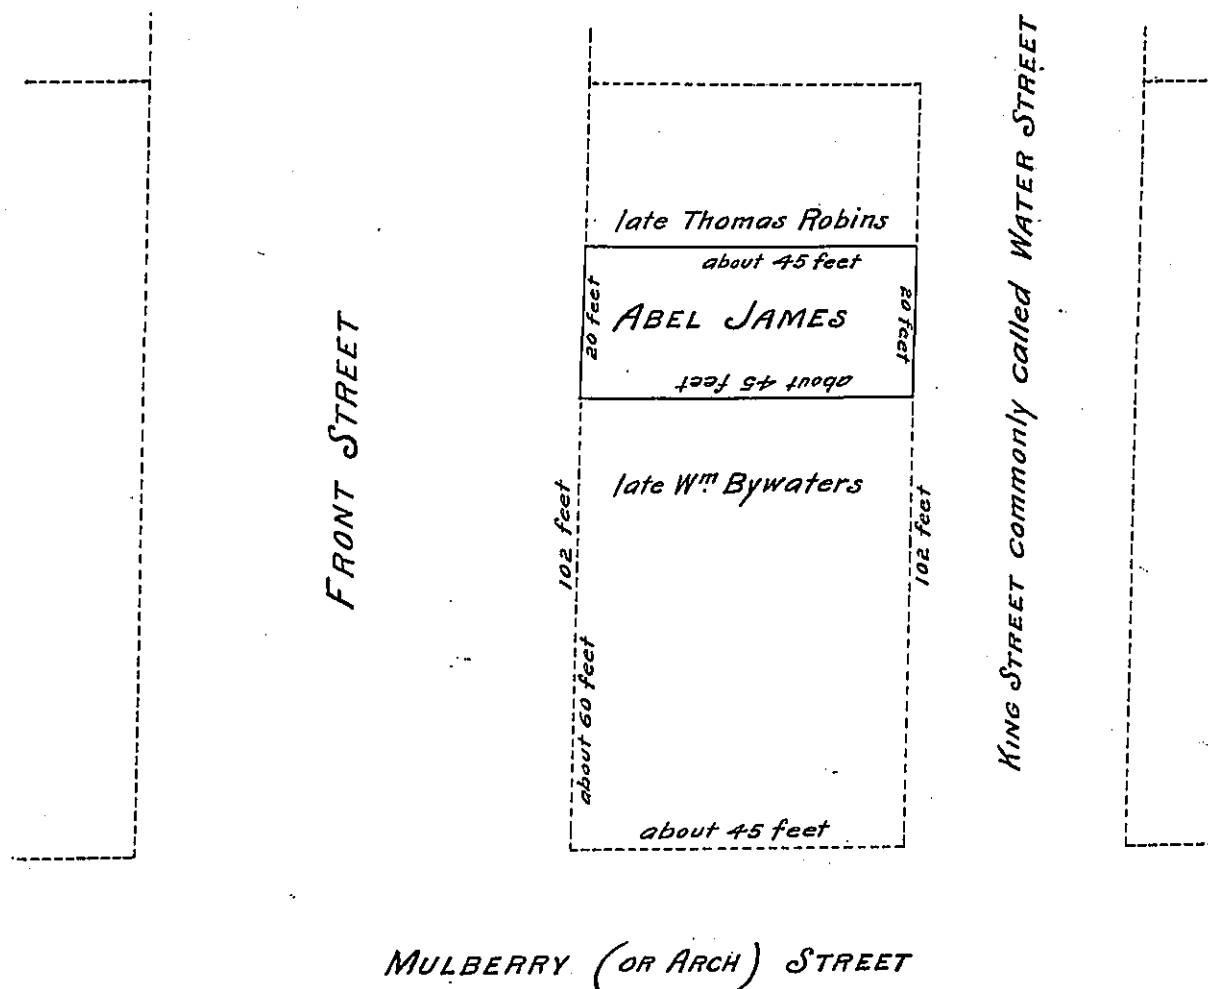 late Thomas Robins
about 45 feet
20 feet
ABEL JAMES
20 feet
about 45 feet
late Wm. Bywaters
102 feet
102 feet
about 60 feet
about 45 feet
FRONT STREET
KING STREET commonly called WATER STREET
MULBERRY (OR ARCH) STREET